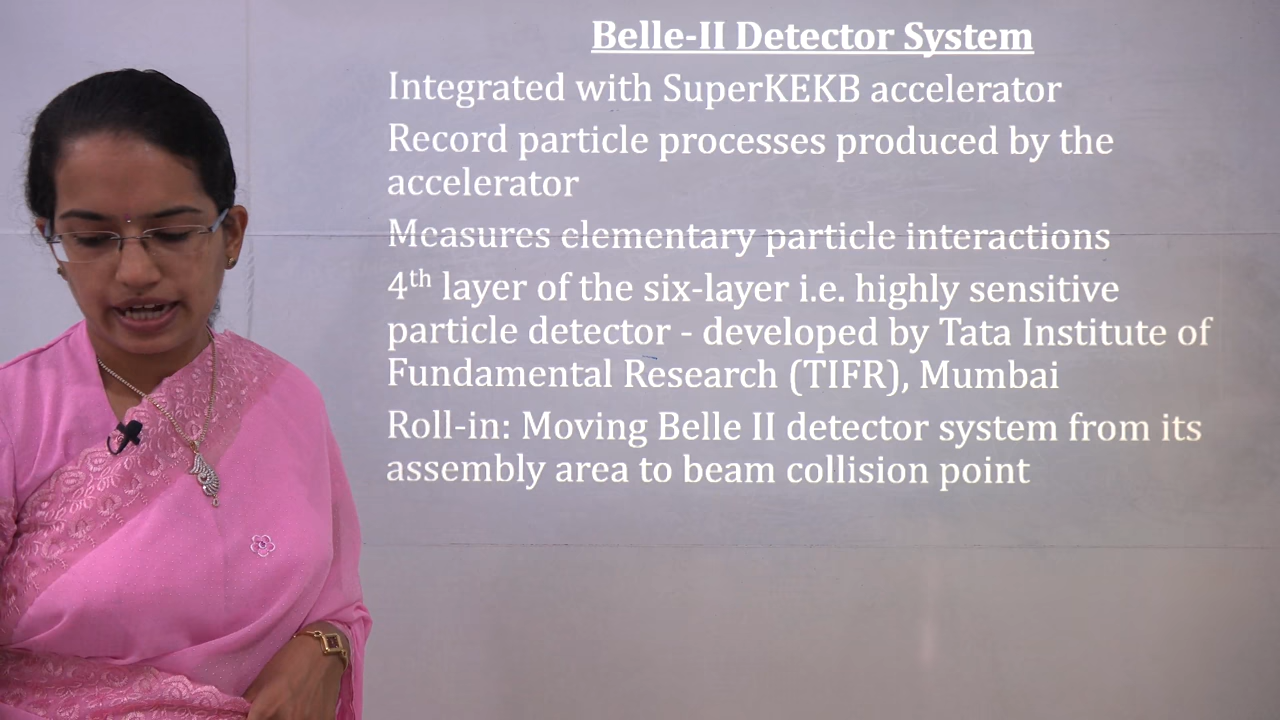 Belle-II Detector System
Integrated with SuperKEKB accelerator
Record particle processes produced by the
accelerator
Measures elementary particle interactions
4th layer of the six-layer i.e. highly sensitive
particle detector - developed by Tata Institute of
Fundamental Research (TIFR), Mumbai
Roll-in: Moving Belle II detector system from its
assembly area to beam collision point